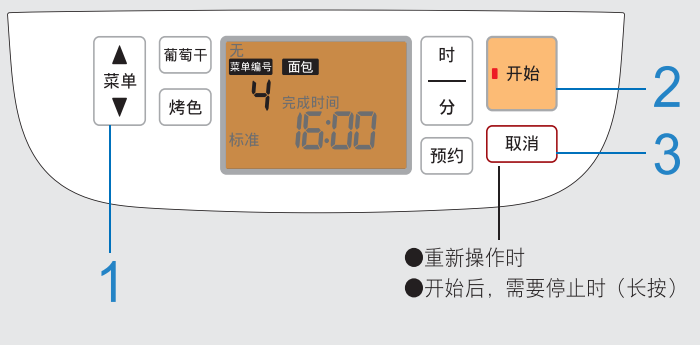 ▲
菜单
▼
葡萄干
烤色
无
菜单编号 面包
4
完成时间
标准
16:00
时
分
预约
开始
取消
1
2
3
●重新操作时
●开始后，需要停止时（长按）